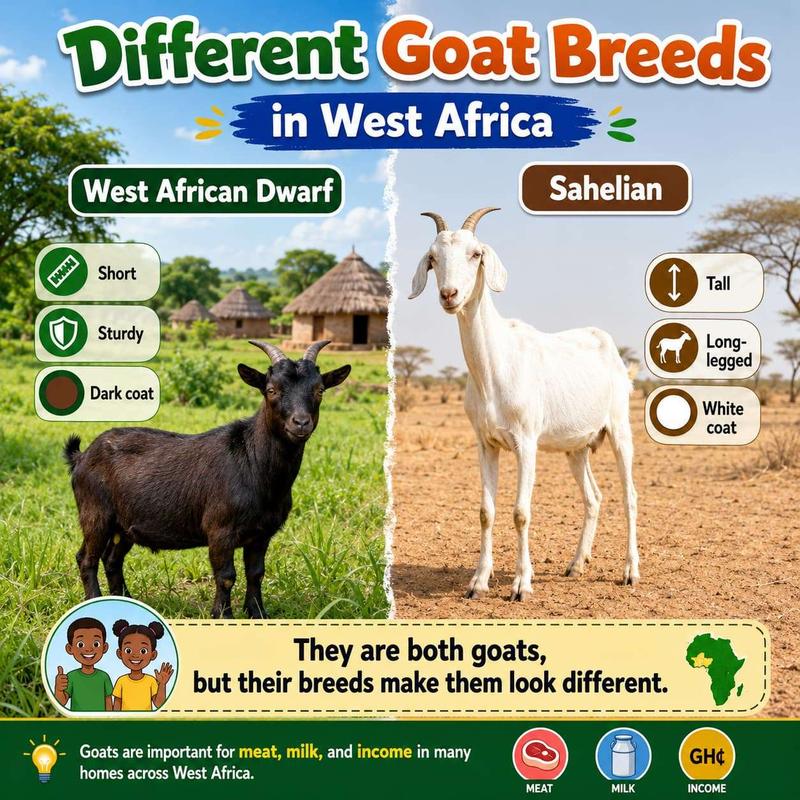 Different Goat Breeds
in West Africa
West African Dwarf
Short
Sturdy
Dark coat
Sahelian
Tall
Long-
legged
White
coat
They are both goats,
but their breeds make them look different.
Goats are important for meat, milk, and income in many
homes across West Africa.
MEAT
MILK
GH¢
INCOME